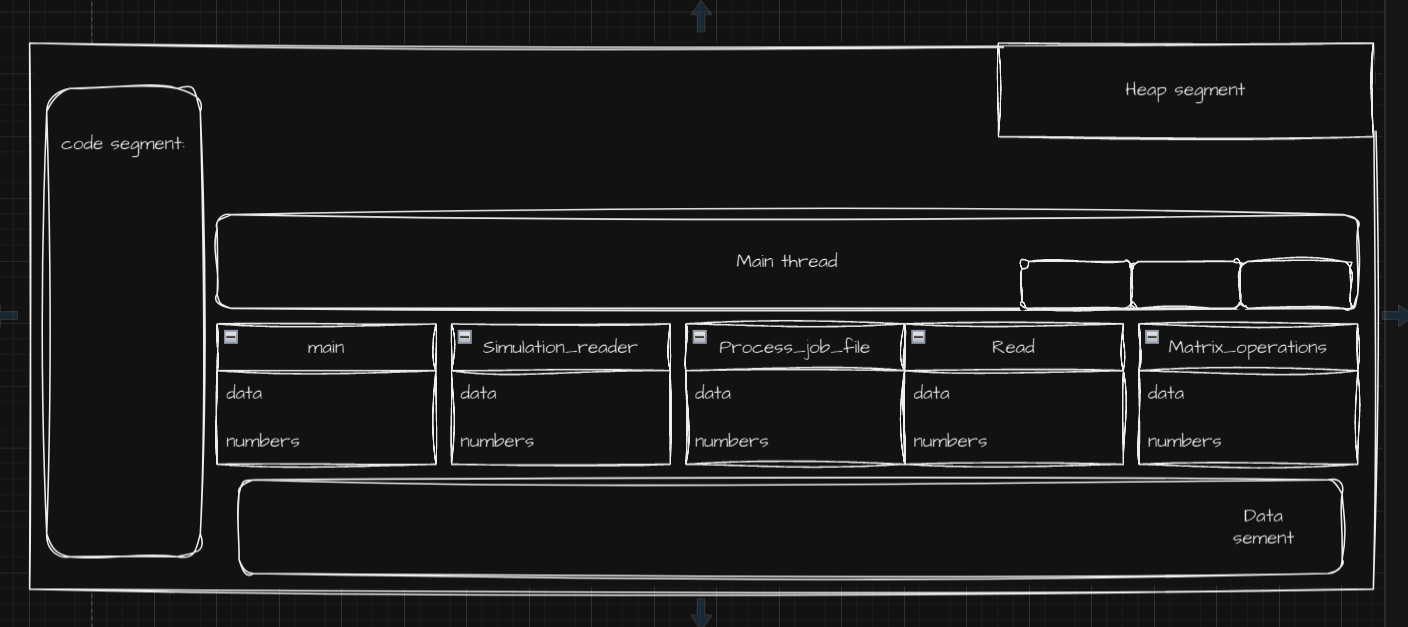 Heap segment
code segment:
Main thread
main
Simulation_reader
Process_job_file
Read
Matrix_operations
data
data
data
data
data
numbers
numbers
numbers
numbers
numbers
Data
sement